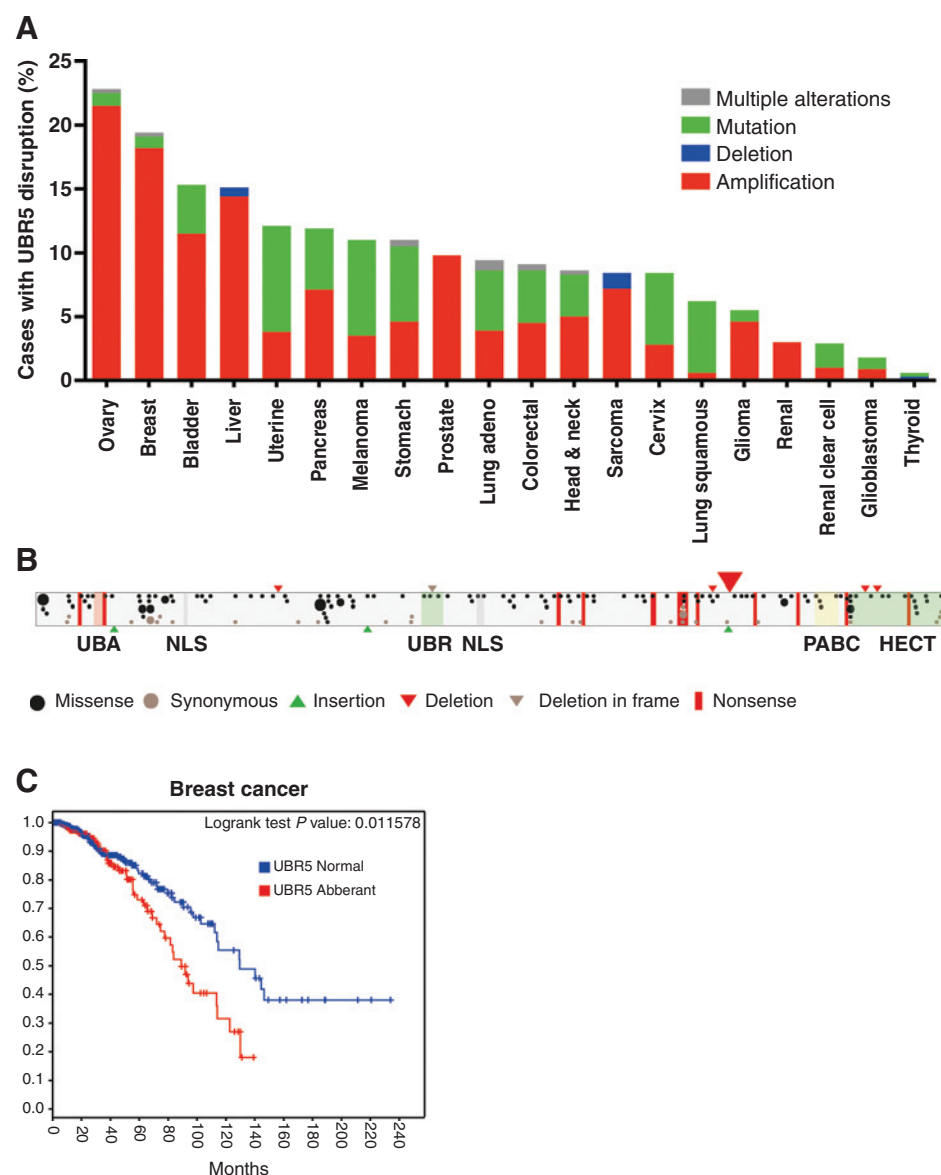 A
Cases with UBR5 disruption (%)
25
20
15
10
5
0
Multiple alterations
Mutation
Deletion
Amplification
Ovary
Breast
Bladder
Liver
Uterine
Pancreas
Melanoma
Stomach
Prostate
Lung adeno
Colorectal
Head & neck
Sarcoma
Cervix
Lung squamous
Glioma
Renal
Renal clear cell
Glioblastoma
Thyroid
B
UBA NLS UBR NLS PABC HECT
Missense Synonymous Insertion Deletion Deletion in frame Nonsense
C
Breast cancer
Logrank test P value: 0.011578
UBR5 Normal
UBR5 Abberant
1.0
0.9
0.8
0.7
0.6
0.5
0.4
0.3
0.2
0.1
0.0
0 20 40 60 80 100 120 140 160 180 200 220 240
Months